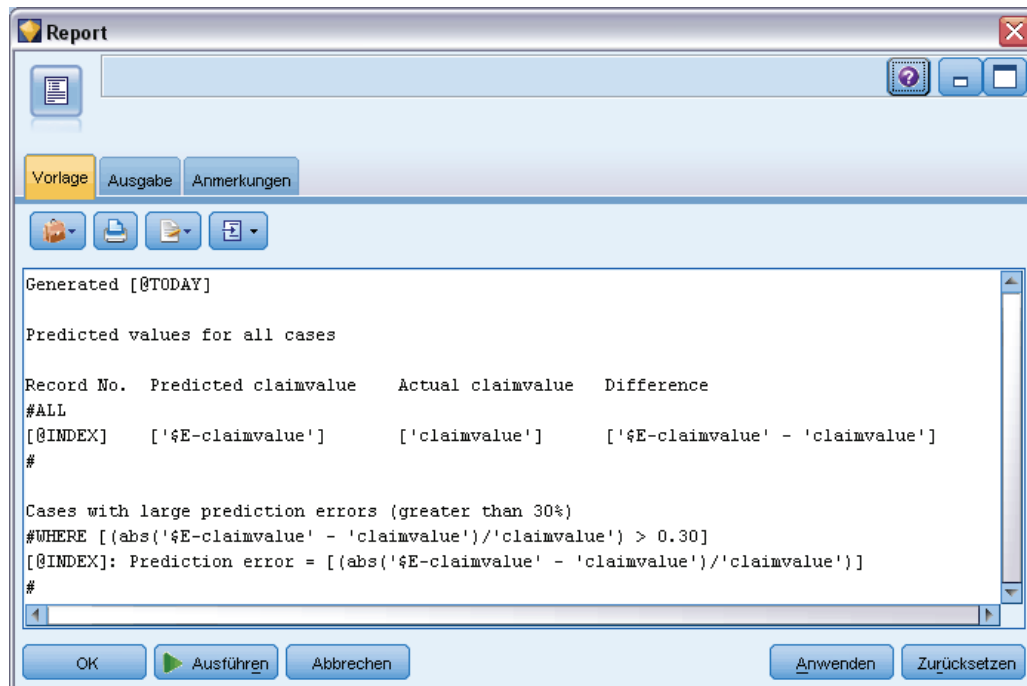 Report
Vorlage Ausgabe Anmerkungen
Generated [@TODAY]
Predicted values for all cases
Record No. Predicted claimvalue Actual claimvalue Difference
#ALL
[@INDEX] ['$E-claimvalue'] ['claimvalue'] ['$E-claimvalue' - 'claimvalue']
#
Cases with large prediction errors (greater than 30%)
#WHERE [(abs('$E-claimvalue' - 'claimvalue')/'claimvalue') > 0.30]
[@INDEX]: Prediction error = [(abs('$E-claimvalue' - 'claimvalue')/'claimvalue')]
#
OK Ausführen Abbrechen Anwenden Zurücksetzen